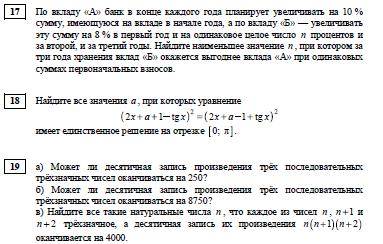 17 По вкладу «А» банк в конце каждого года планирует увеличивать на 10 %
сумму, имеющуюся на вкладе в начале года, а по вкладу «Б» — увеличивать
эту сумму на 8 % в первый год и на одинаковое целое число n процентов и
за второй, и за третий годы. Найдите наименьшее значение n, при котором за
три года хранения вклад «Б» окажется выгоднее вклада «А» при одинаковых
суммах первоначальных взносов.
18 Найдите все значения a, при которых уравнение
(2x+a+1−tgx)² = (2x+a−1+tgx)²
имеет единственное решение на отрезке [0; π].
19 а) Может ли десятичная запись произведения трёх последовательных
трёхзначных чисел оканчиваться на 250?
б) Может ли десятичная запись произведения трёх последовательных
трёхзначных чисел оканчиваться на 8750?
в) Найдите все такие натуральные числа n, что каждое из чисел n, n+1 и
n+2 трёхзначное, а десятичная запись их произведения n(n+1)(n+2)
оканчивается на 4000.